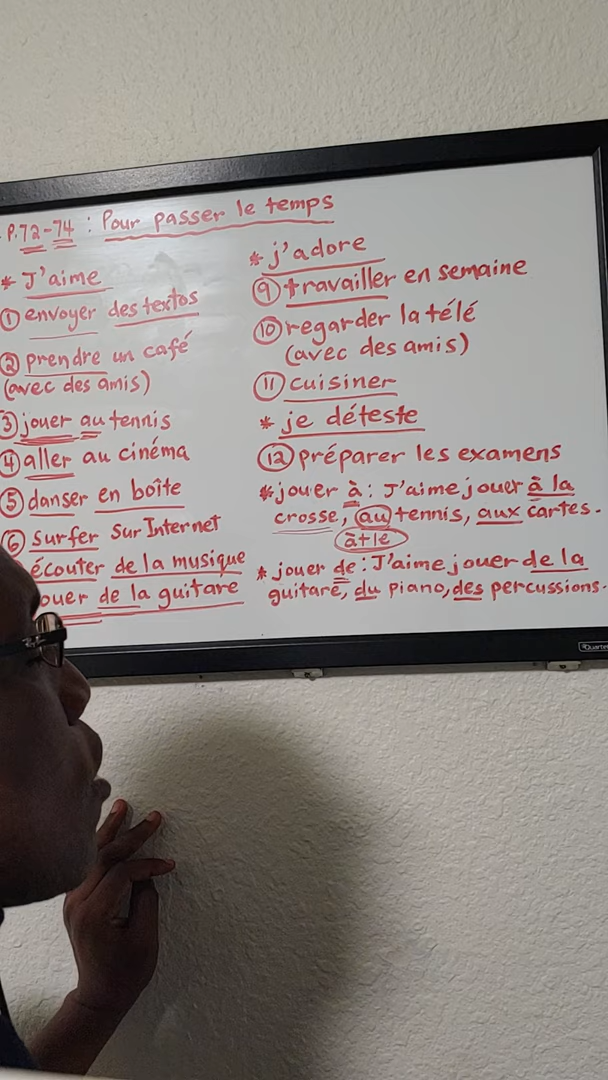 P.72-74 : Pour passer le temps
* J'aime
① envoyer des textos
② prendre un café
(avec des amis)
③ jouer au tennis
④ aller au cinéma
⑤ danser en boîte
⑥ surfer sur Internet
écouter de la musique
ouer de la guitare
* j'adore
⑨ travailler en semaine
⑩ regarder la télé
(avec des amis)
⑪ cuisiner
* je déteste
⑫ préparer les examens
* jouer à : J'aime jouer à la
crosse, au tennis, aux cartes.
à+le
* jouer de : J'aime jouer de la
guitare, du piano, des percussions.
Quartet